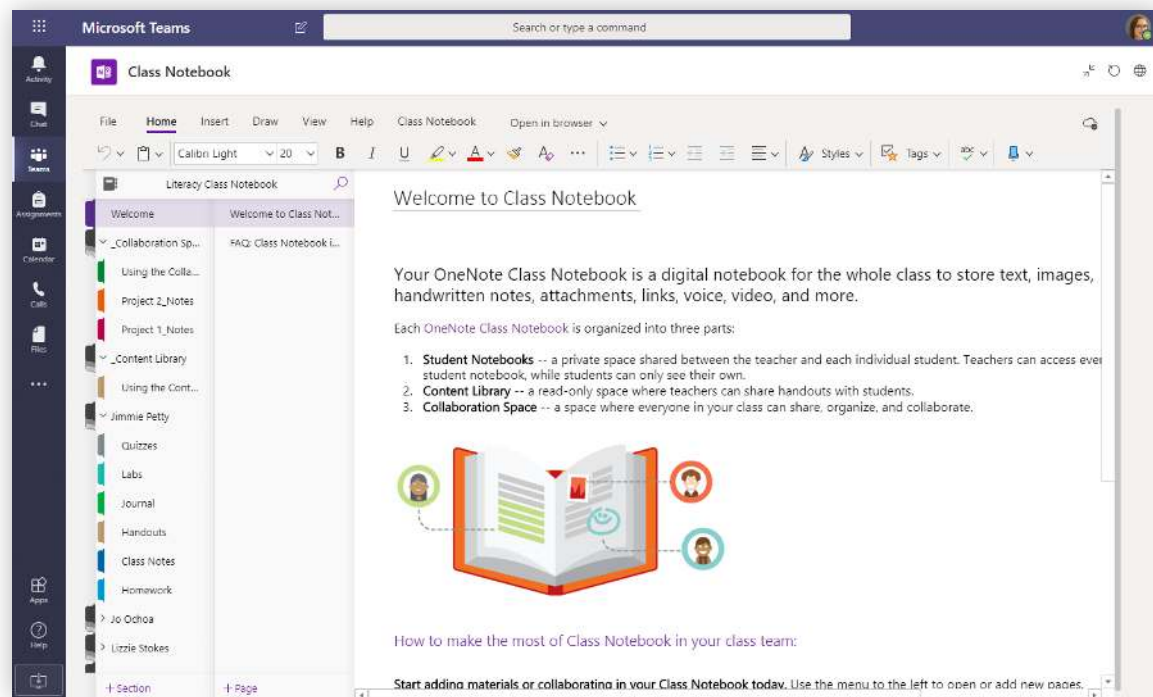 Microsoft Teams
Search or type a command
Activity
Chat
Teams
Assignments
Calendar
Calls
Files
Apps
Help
Class Notebook
File Home Insert Draw View Help Class Notebook Open in browser
Calibri Light 20 B I U A Styles Tags abc
Literacy Class Notebook
Welcome
_Collaboration Sp...
Using the Colla...
Project 2_Notes
Project 1_Notes
_Content Library
Using the Cont...
Jimmie Petty
Quizzes
Labs
Journal
Handouts
Class Notes
Homework
Jo Ochoa
Lizzie Stokes
+ Section
Welcome to Class Not...
FAQ: Class Notebook i...
+ Page
Welcome to Class Notebook
Your OneNote Class Notebook is a digital notebook for the whole class to store text, images,
handwritten notes, attachments, links, voice, video, and more.
Each OneNote Class Notebook is organized into three parts:
1. Student Notebooks -- a private space shared between the teacher and each individual student. Teachers can access ever
student notebook, while students can only see their own.
2. Content Library -- a read-only space where teachers can share handouts with students.
3. Collaboration Space -- a space where everyone in your class can share, organize, and collaborate.
How to make the most of Class Notebook in your class team:
Start adding materials or collaborating in your Class Notebook today. Use the menu to the left to open or add new pages.